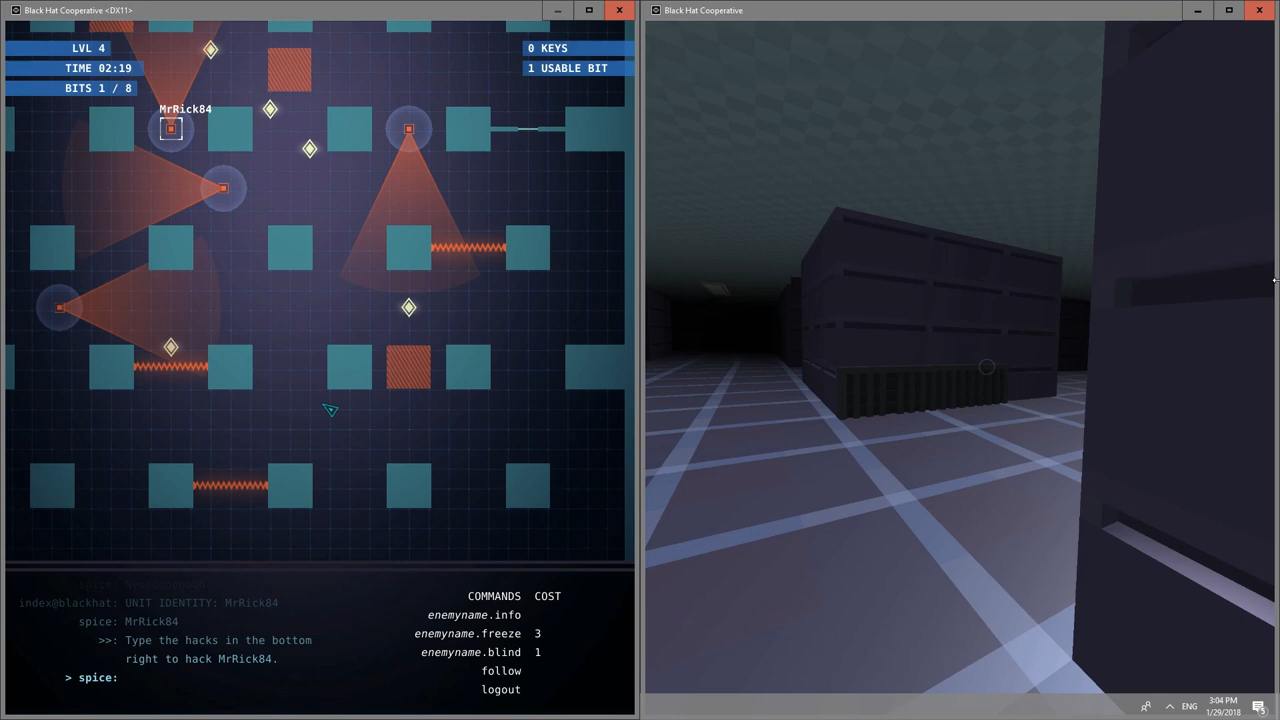 Black Hat Cooperative <DX11>
Black Hat Cooperative
LVL 4
TIME 02:19
BITS 1 / 8
0 KEYS
1 USABLE BIT
MrRick84
index@blackhat: UNIT IDENTITY: MrRick84
spice: MrRick84
>>: Type the hacks in the bottom
right to hack MrRick84.
> spice:
COMMANDS COST
enemyname.info
enemyname.freeze 3
enemyname.blind 1
follow
logout
ENG
3:04 PM
1/29/2018
5